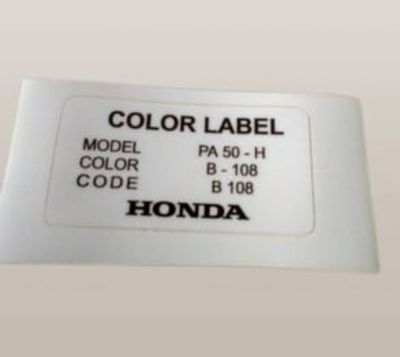 COLOR LABEL
MODEL PA 50 - H
COLOR B - 108
CODE B 108
HONDA